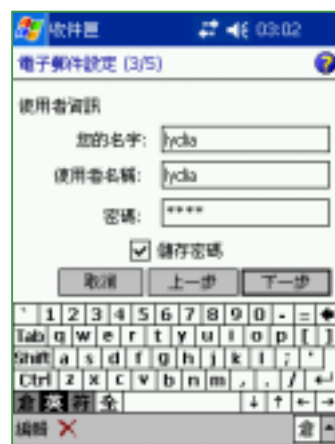 收件匣 03:02
電子郵件設定 (3/5)
使用者資訊
您的名字: lydia
使用者名稱: lydia
密碼: ****
儲存密碼
取消 上一步 下一步
` 1 2 3 4 5 6 7 8 9 0 - =
Tab q w e r t y u i o p [ ]
Shift a s d f g h j k l ; '
Ctrl z x c v b n m , . /
倉 英 符 全 ↓ ↑ ← →
編輯 倉